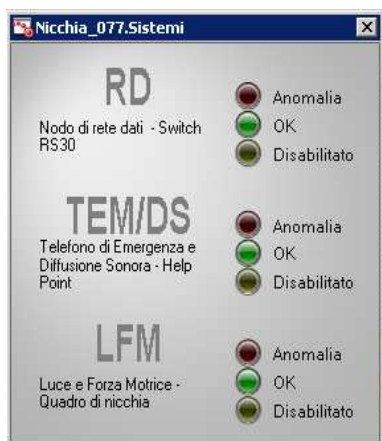 Nicchia_077.Sistemi
RD
Nodo di rete dati - Switch
RS30
Anomalia
OK
Disabilitato
TEM/DS
Telefono di Emergenza e
Diffusione Sonora - Help
Point
Anomalia
OK
Disabilitato
LFM
Luce e Forza Motrice -
Quadro di nicchia
Anomalia
OK
Disabilitato